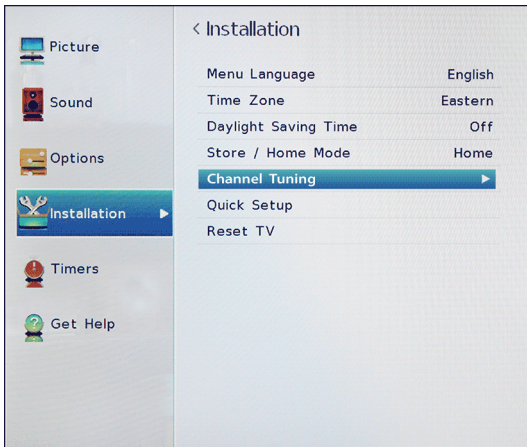 Picture
Sound
Options
Installation
Timers
Get Help
< Installation
Menu Language English
Time Zone Eastern
Daylight Saving Time Off
Store / Home Mode Home
Channel Tuning
Quick Setup
Reset TV